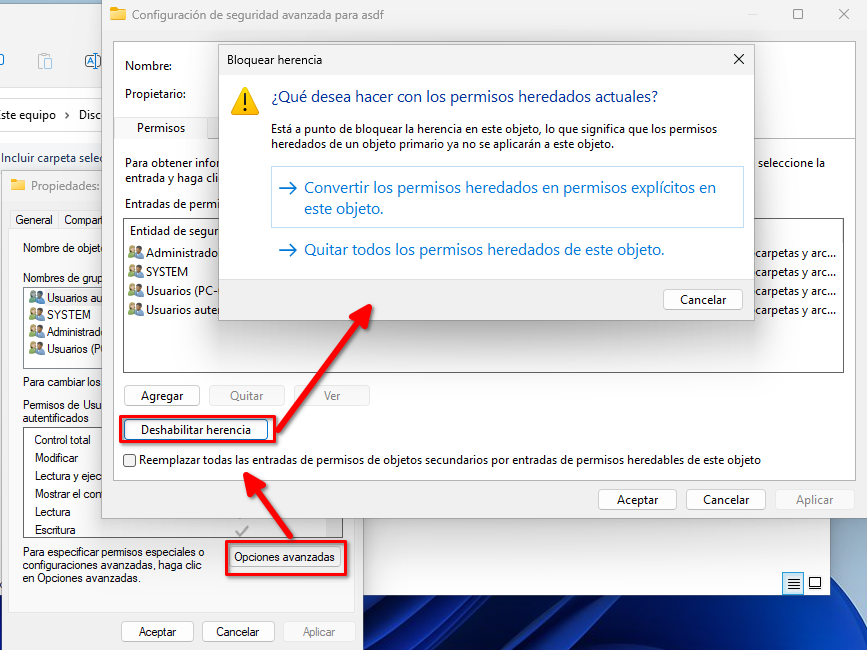 Configuración de seguridad avanzada para asdf
Bloquear herencia
¿Qué desea hacer con los permisos heredados actuales?
Está a punto de bloquear la herencia en este objeto, lo que significa que los permisos
heredados de un objeto primario ya no se aplicarán a este objeto.
Convertir los permisos heredados en permisos explícitos en
este objeto.
Quitar todos los permisos heredados de este objeto.
Cancelar
Nombre:
Propietario:
Permisos
Para obtener infor
seleccione la
entrada y haga cli
Entradas de permi
Entidad de segur
Administrado
carpetas y arc...
SYSTEM
carpetas y arc...
Usuarios (PC-
carpetas y arc...
Usuarios auter
carpetas y arc...
Agregar
Quitar
Ver
Deshabilitar herencia
Reemplazar todas las entradas de permisos de objetos secundarios por entradas de permisos heredables de este objeto
Aceptar
Cancelar
Aplicar
ste equipo > Disc
Incluir carpeta selec
Propiedades:
General
Compart
Nombre de objeto
Nombres de grup
Usuarios au
SYSTEM
Administrado
Usuarios (P
Para cambiar los
Permisos de Usu
autentificados
Control total
Modificar
Lectura y ejec
Mostrar el con
Lectura
Escritura
Para especificar permisos especiales o
configuraciones avanzadas, haga clic
en Opciones avanzadas.
Opciones avanzadas
Aceptar
Cancelar
Aplicar